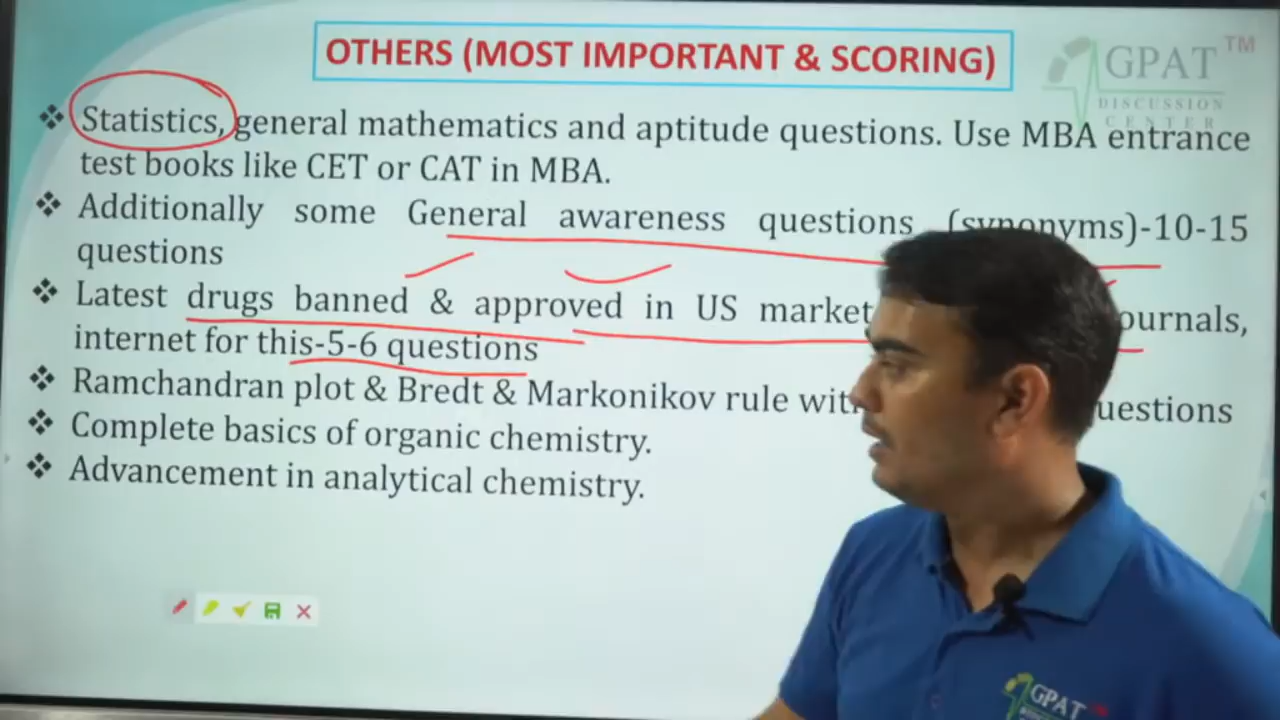 OTHERS (MOST IMPORTANT & SCORING)
GPAT TM
DISCUSSION
CENTER
❖ Statistics, general mathematics and aptitude questions. Use MBA entrance
test books like CET or CAT in MBA.
❖ Additionally some General awareness questions (synonyms)-10-15
questions
❖ Latest drugs banned & approved in US market
ournals,
internet for this-5-6 questions
❖ Ramchandran plot & Bredt & Markonikov rule
uestions
❖ Complete basics of organic chemistry.
❖ Advancement in analytical chemistry.
GPAT